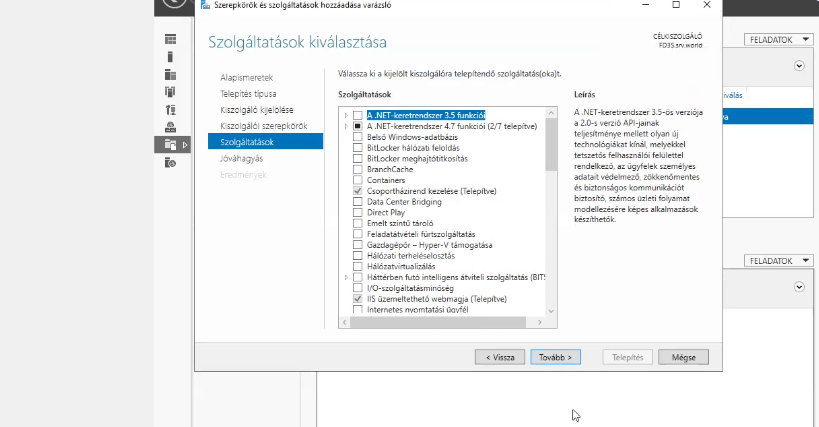 Szerepkörök és szolgáltatások hozzáadása varázsló
Szolgáltatások kiválasztása
CÉLKISZOLGÁLÓ
FD3S.srv.world
FELADATOK
Alapismeretek
Telepítés típusa
Kiszolgáló kijelölése
Kiszolgálói szerepkörök
Szolgáltatások
Jóváhagyás
Eredmények
Válassza ki a kijelölt kiszolgálóra telepítendő szolgáltatás(oka)t.
Szolgáltatások
A .NET-keretrendszer 3.5 funkciói
A .NET-keretrendszer 4.7 funkciói (2/7 telepítve)
Belső Windows-adatbázis
BitLocker hálózati feloldás
BitLocker meghajtótitkosítás
BranchCache
Containers
Csoportházirend kezelése (Telepítve)
Data Center Bridging
Direct Play
Emelt szintű tároló
Feladatátvételi fürtszolgáltatás
Gazdagépőr – Hyper-V támogatása
Hálózati terheléselosztás
Hálózatvirtualizálás
Háttérben futó intelligens átviteli szolgáltatás (BITS
I/O-szolgáltatásminőség
IIS üzemeltethető webmagja (Telepítve)
Internetes nyomtatási ügyfél
Leírás
A .NET-keretrendszer 3.5-ös verziója
a 2.0-s verzió API-jainak
teljesítménye mellett olyan új
technológiákat kínál, melyekkel
tetszetős felhasználói felülettel
rendelkező, az ügyfelek személyes
adatait védelmező, zökkenőmentes
és biztonságos kommunikációt
biztosító, számos üzleti folyamat
modellezésére képes alkalmazások
készíthetők.
iválás
va
FELADATOK
< Vissza
Tovább >
Telepítés
Mégse